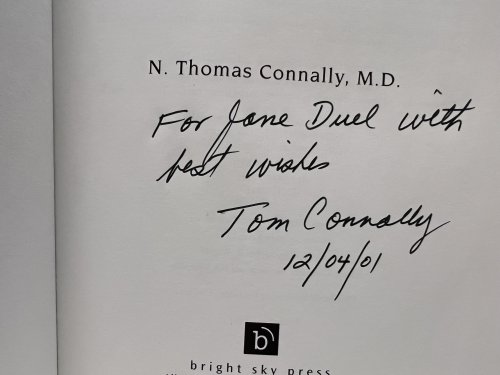 N. Thomas Connally, M.D.
For Jane Duel with
best wishes
Tom Connally
12/04/01
b
bright sky press